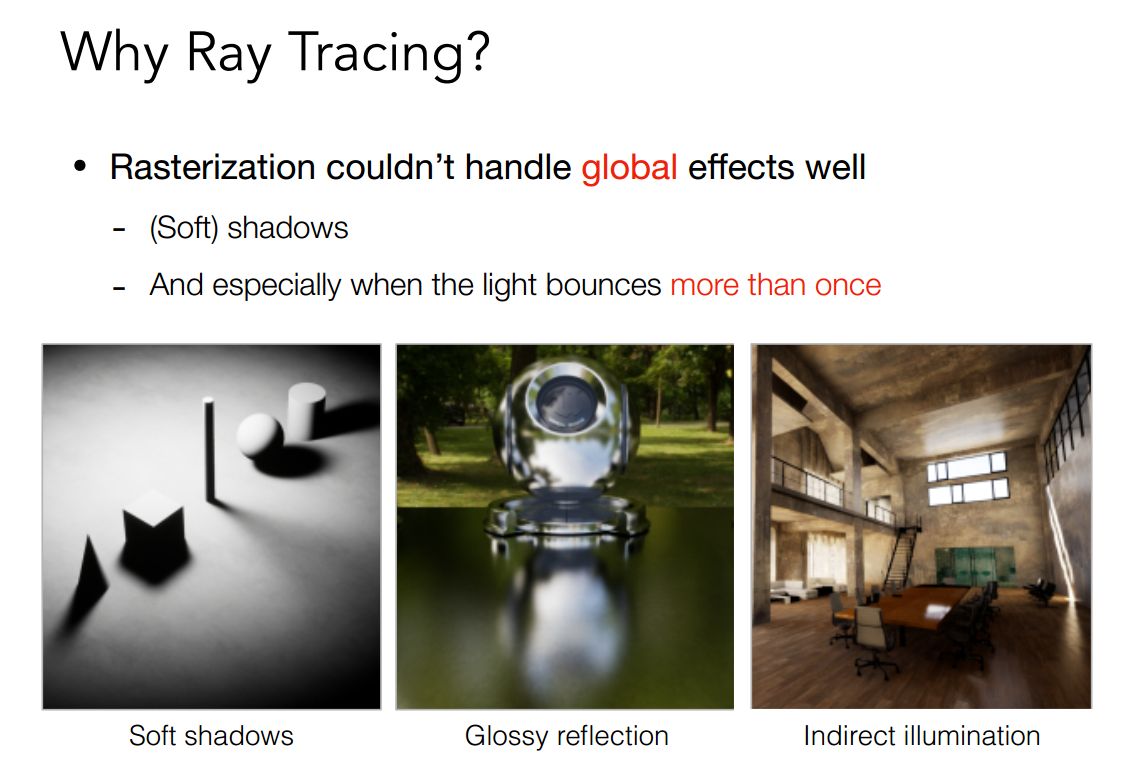 Why Ray Tracing?
• Rasterization couldn’t handle global effects well
- (Soft) shadows
- And especially when the light bounces more than once
Soft shadows
Glossy reflection
Indirect illumination